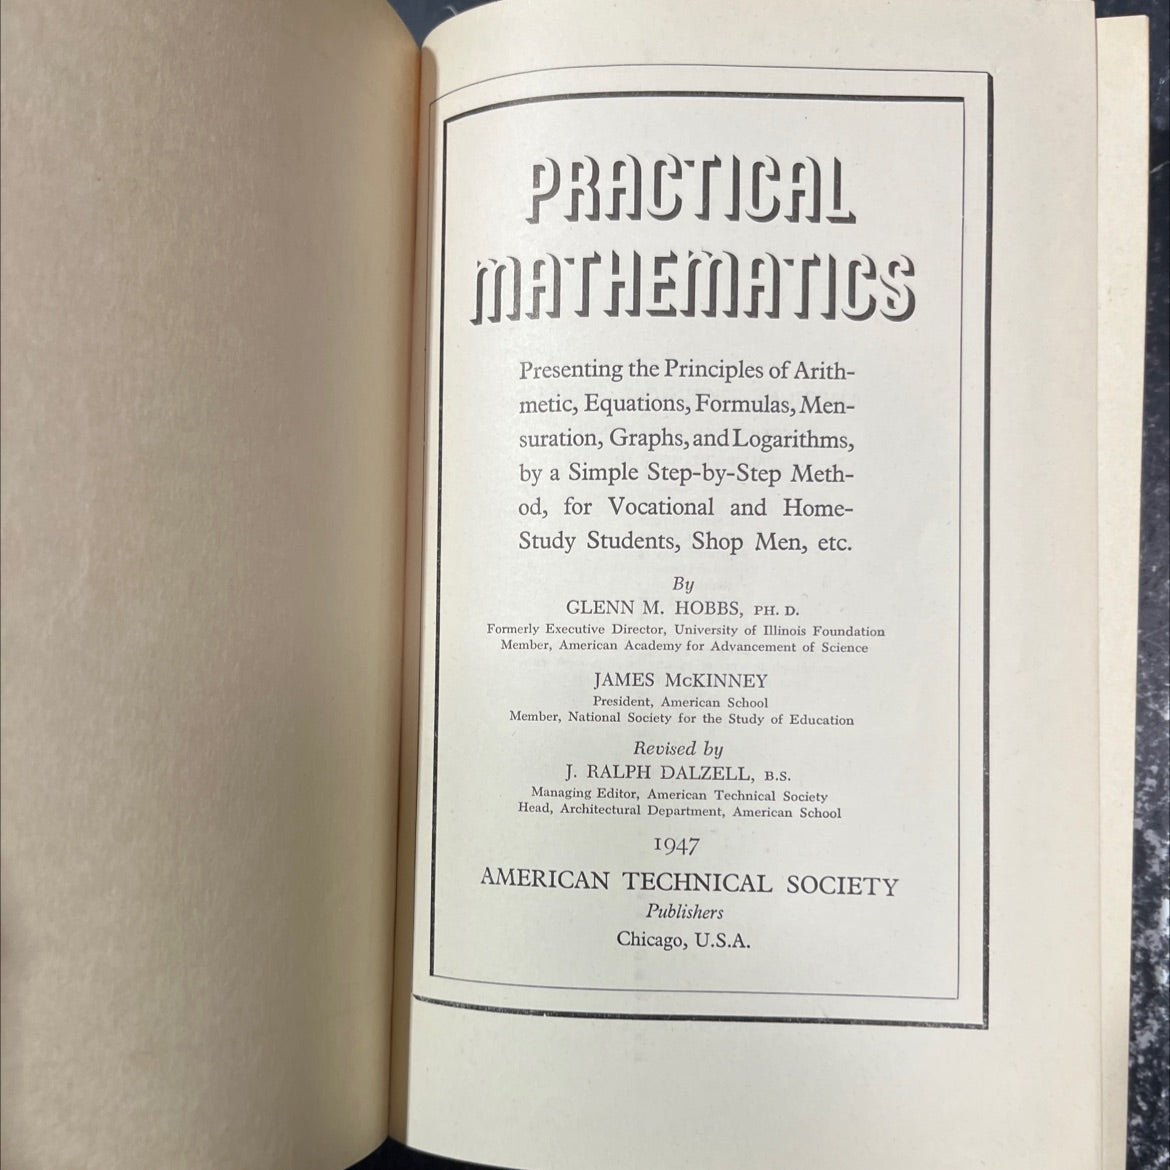 PRACTICAL
MATHEMATICS
Presenting the Principles of Arith-
metic, Equations, Formulas, Men-
suration, Graphs, and Logarithms,
by a Simple Step-by-Step Meth-
od, for Vocational and Home-
Study Students, Shop Men, etc.
By
GLENN M. HOBBS, PH. D.
Formerly Executive Director, University of Illinois Foundation
Member, American Academy for Advancement of Science
JAMES McKINNEY
President, American School
Member, National Society for the Study of Education
Revised by
J. RALPH DALZELL, B.S.
Managing Editor, American Technical Society
Head, Architectural Department, American School
1947
AMERICAN TECHNICAL SOCIETY
Publishers
Chicago, U.S.A.